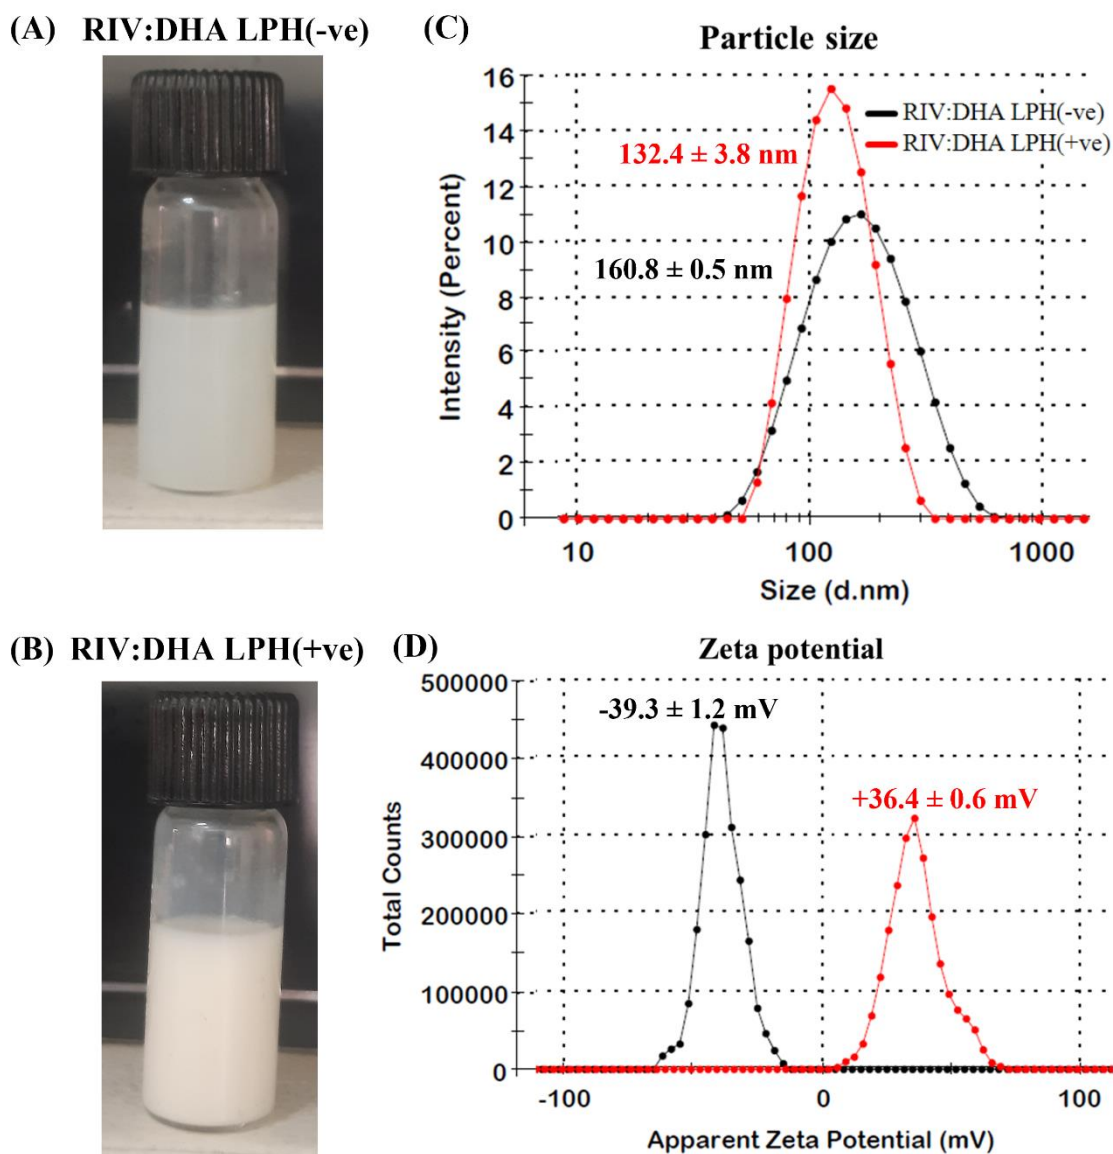 (A) RIV:DHA LPH(-ve)
(C) Particle size
16
14
12
10
8
6
4
2
0
Intensity (Percent)
RIV:DHA LPH(-ve)
RIV:DHA LPH(+ve)
132.4 ± 3.8 nm
160.8 ± 0.5 nm
10 100 1000
Size (d.nm)
(B) RIV:DHA LPH(+ve)
(D) Zeta potential
500000
400000
300000
200000
100000
0
Total Counts
-39.3 ± 1.2 mV
+36.4 ± 0.6 mV
-100 0 100
Apparent Zeta Potential (mV)